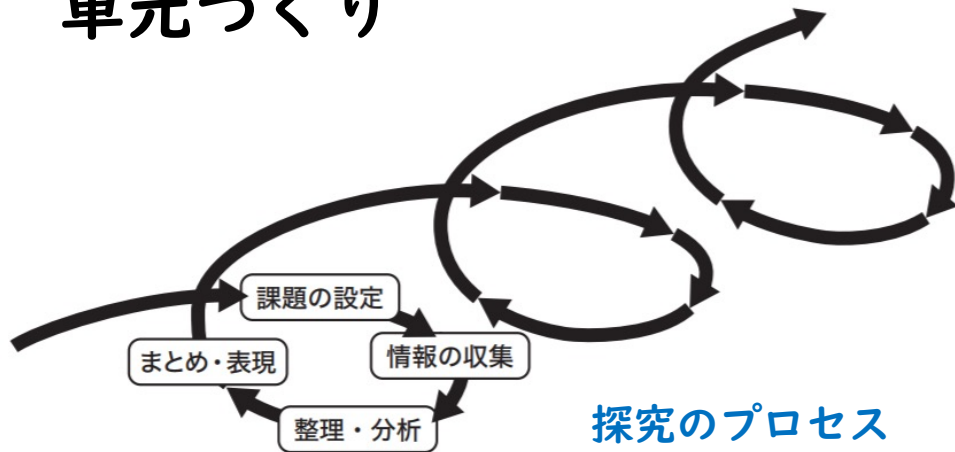 単元づくり
課題の設定
情報の収集
整理・分析
まとめ・表現
探究のプロセス